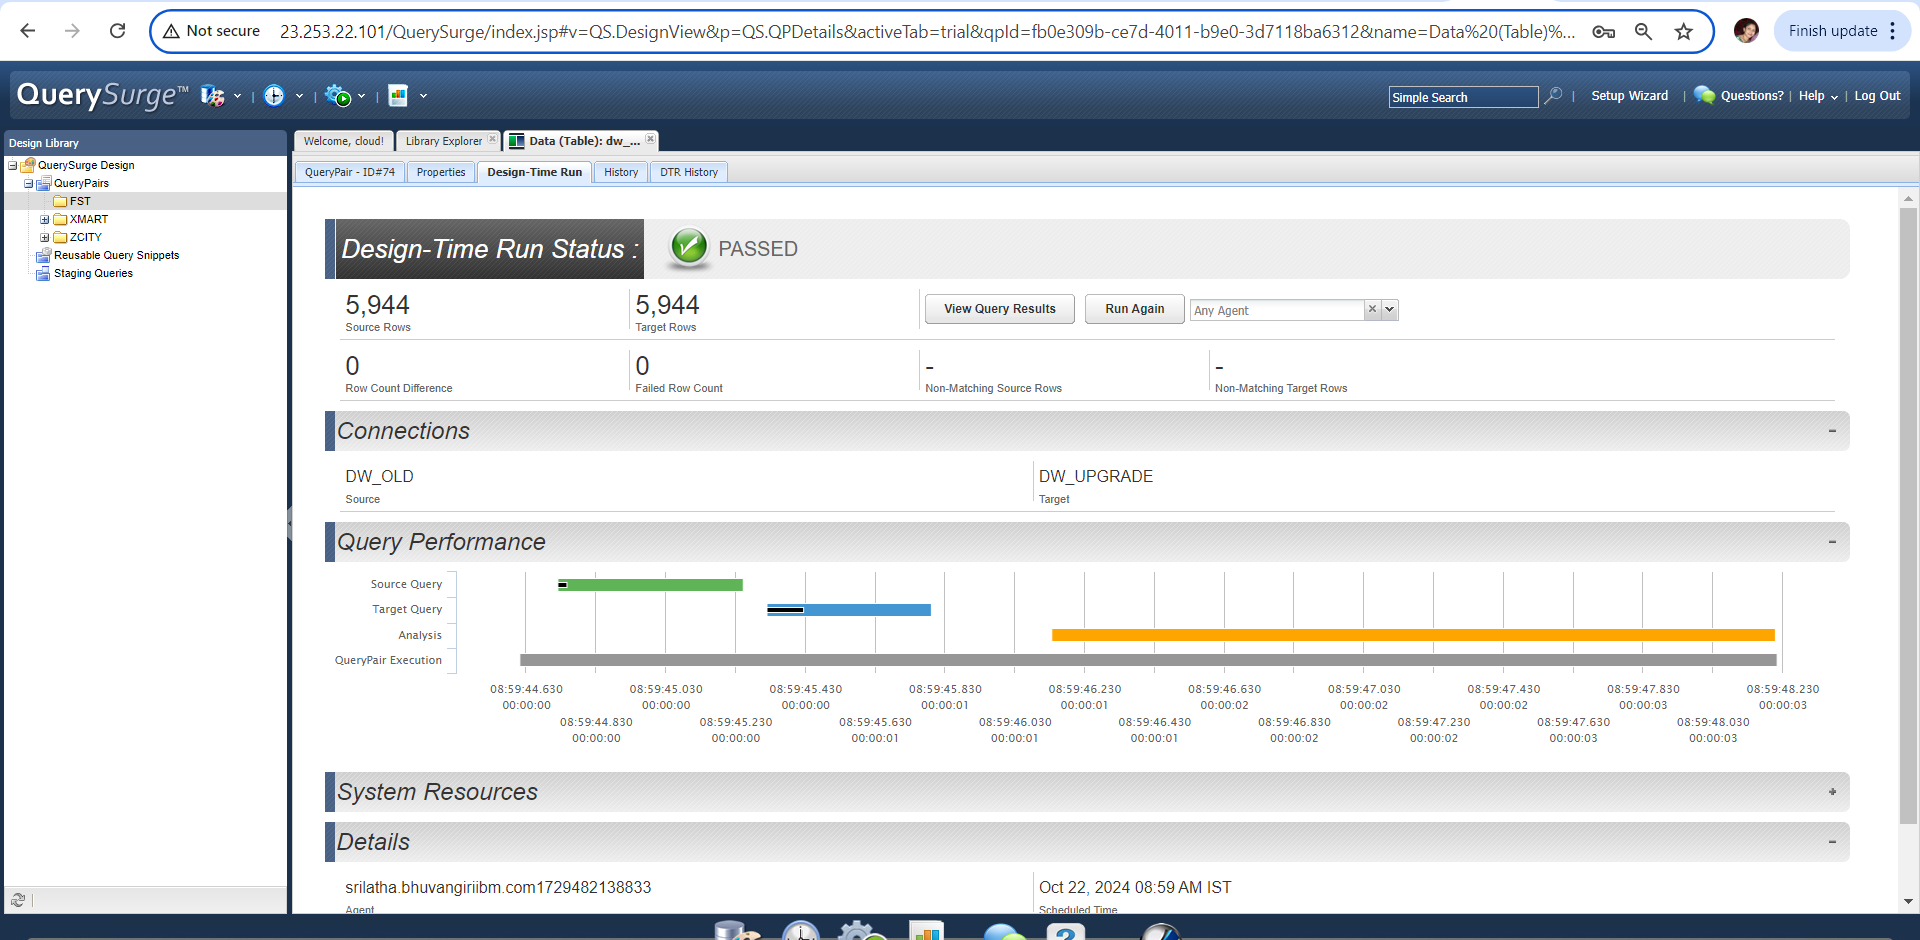 Not secure 23.253.22.101/QuerySurge/index.jsp#v=QS.DesignView&p=QS.QPDetails&activeTab=trial&qpId=fb0e309b-ce7d-4011-b9e0-3d7118ba6312&name=Data%20(Table)%... Finish update
QuerySurge™ Simple Search Setup Wizard Questions? Help Log Out
Design Library
QuerySurge Design
QueryPairs
FST
XMART
ZCITY
Reusable Query Snippets
Staging Queries
Welcome, cloud! Library Explorer Data (Table): dw_...
QueryPair - ID#74 Properties Design-Time Run History DTR History
Design-Time Run Status : PASSED
5,944 5,944 View Query Results Run Again Any Agent
Source Rows Target Rows
0 0 - -
Row Count Difference Failed Row Count Non-Matching Source Rows Non-Matching Target Rows
Connections -
DW_OLD DW_UPGRADE
Source Target
Query Performance -
Source Query
Target Query
Analysis
QueryPair Execution
08:59:44.630 08:59:45.030 08:59:45.430 08:59:45.830 08:59:46.230 08:59:46.630 08:59:47.030 08:59:47.430 08:59:47.830 08:59:48.230
00:00:00 00:00:00 00:00:00 00:00:01 00:00:01 00:00:02 00:00:02 00:00:02 00:00:03 00:00:03
08:59:44.830 08:59:45.230 08:59:45.630 08:59:46.030 08:59:46.430 08:59:46.830 08:59:47.230 08:59:47.630 08:59:48.030
00:00:00 00:00:00 00:00:01 00:00:01 00:00:01 00:00:02 00:00:02 00:00:03 00:00:03
System Resources +
Details -
srilatha.bhuvangiriibm.com1729482138833 Oct 22, 2024 08:59 AM IST
Agent Scheduled Time